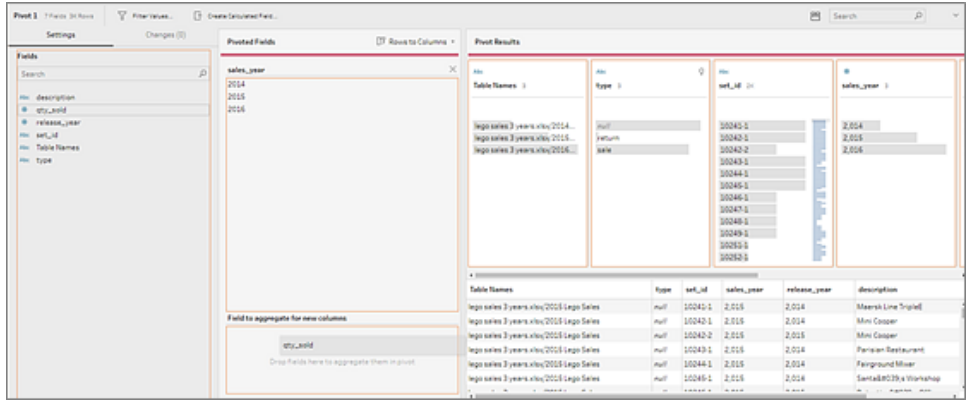 Pivot 1 7 Fields 34 Rows Filter Values... Create Calculated Field... Search
Settings Changes (0)
Fields
Search
Abc description
qty_sold
release_year
Abc set_id
Abc Table Names
Abc type
Pivoted Fields Rows to Columns
sales_year
2014
2015
2016
Field to aggregate for new columns
qty_sold
Drop fields here to aggregate them in pivot
Pivot Results
Abc
Table Names 3
lego sales 3 years.xlsx/2014...
lego sales 3 years.xlsx/2015...
lego sales 3 years.xlsx/2016...
Abc
type 3
null
return
sale
Abc
set_id 24
10241-1
10242-1
10242-2
10243-1
10244-1
10245-1
10246-1
10247-1
10248-1
10249-1
10251-1
10252-1
sales_year 3
2,014
2,015
2,016
Table Names type set_id sales_year release_year description
lego sales 3 years.xlsx/2015 Lego Sales null 10241-1 2,015 2,014 Maersk Line Triple
lego sales 3 years.xlsx/2015 Lego Sales null 10242-1 2,015 2,014 Mini Cooper
lego sales 3 years.xlsx/2015 Lego Sales null 10242-2 2,015 2,015 Mini Cooper
lego sales 3 years.xlsx/2015 Lego Sales null 10243-1 2,015 2,014 Parisian Restaurant
lego sales 3 years.xlsx/2015 Lego Sales null 10244-1 2,015 2,014 Fairground Mixer
lego sales 3 years.xlsx/2015 Lego Sales null 10245-1 2,015 2,014 Santa&#039;s Workshop